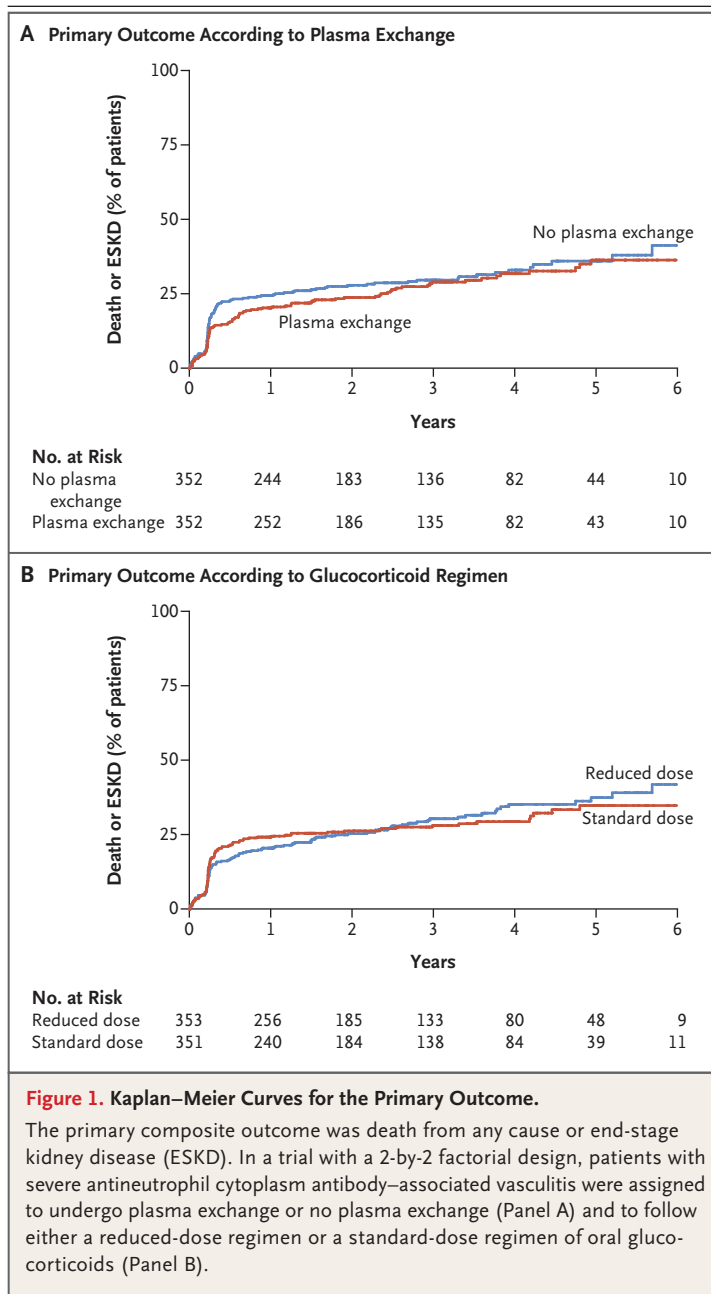 A Primary Outcome According to Plasma Exchange
Death or ESKD (% of patients)
100
75
50
25
0
No plasma exchange
Plasma exchange
0 1 2 3 4 5 6
Years
No. at Risk
No plasma
exchange 352 244 183 136 82 44 10
Plasma exchange 352 252 186 135 82 43 10
B Primary Outcome According to Glucocorticoid Regimen
Death or ESKD (% of patients)
100
75
50
25
0
Reduced dose
Standard dose
0 1 2 3 4 5 6
Years
No. at Risk
Reduced dose 353 256 185 133 80 48 9
Standard dose 351 240 184 138 84 39 11
Figure 1. Kaplan–Meier Curves for the Primary Outcome.
The primary composite outcome was death from any cause or end-stage
kidney disease (ESKD). In a trial with a 2-by-2 factorial design, patients with
severe antineutrophil cytoplasm antibody–associated vasculitis were assigned
to undergo plasma exchange or no plasma exchange (Panel A) and to follow
either a reduced-dose regimen or a standard-dose regimen of oral gluco-
corticoids (Panel B).